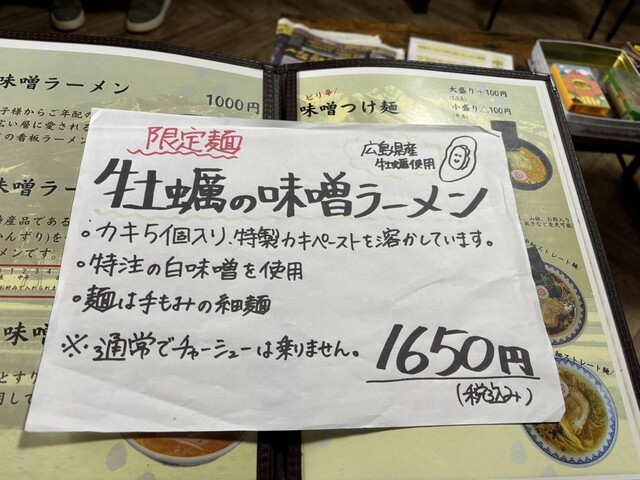 味噌ラーメン
1000円
ピリ辛
味噌つけ麺
大盛り+100円
小盛り△100円
限定麺
広島県産
牡蠣使用
牡蠣の味噌ラーメン
・カキ5個入り、特製カキペーストを溶かしています。
・特注の白味噌を使用
・麺は手もみの細麺
※通常でチャーシューは乗りません。
1650円
(税込み)